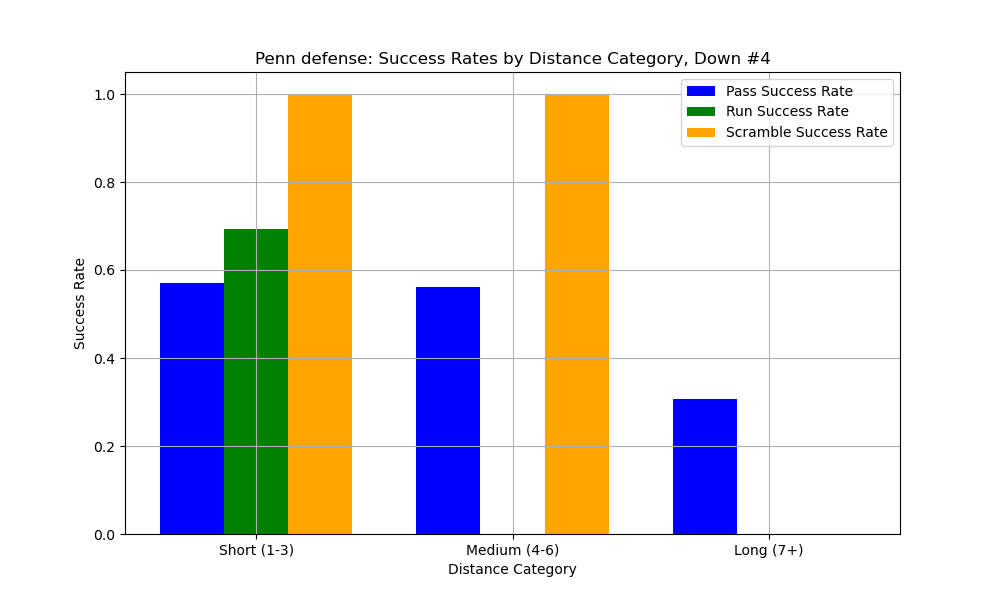 Penn defense: Success Rates by Distance Category, Down #4
Pass Success Rate
Run Success Rate
Scramble Success Rate
Success Rate
1.0
0.8
0.6
0.4
0.2
0.0
Short (1-3)
Medium (4-6)
Long (7+)
Distance Category